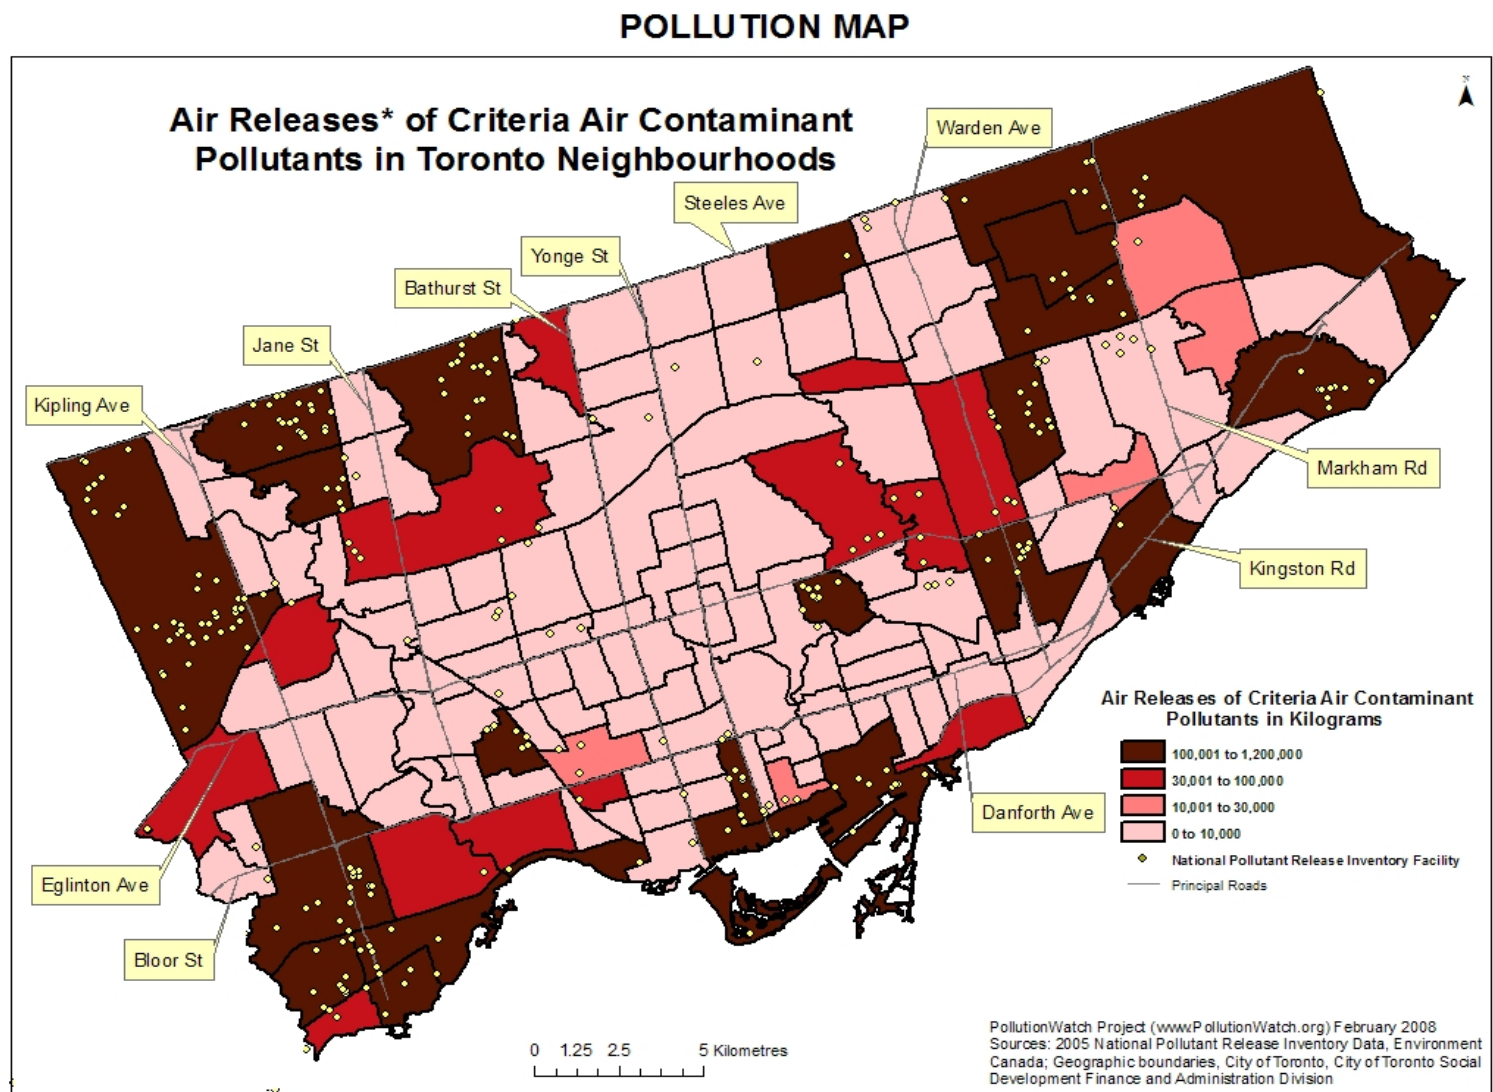 POLLUTION MAP
Air Releases* of Criteria Air Contaminant
Pollutants in Toronto Neighbourhoods
N
Warden Ave
Steeles Ave
Yonge St
Bathurst St
Jane St
Kipling Ave
Markham Rd
Kingston Rd
Danforth Ave
Eglinton Ave
Bloor St
Air Releases of Criteria Air Contaminant
Pollutants in Kilograms
100,001 to 1,200,000
30,001 to 100,000
10,001 to 30,000
0 to 10,000
National Pollutant Release Inventory Facility
Principal Roads
0 1.25 2.5 5 Kilometres
PollutionWatch Project (www.PollutionWatch.org) February 2008
Sources: 2005 National Pollutant Release Inventory Data, Environment
Canada; Geographic boundaries, City of Toronto, City of Toronto Social
Development Finance and Administration Division